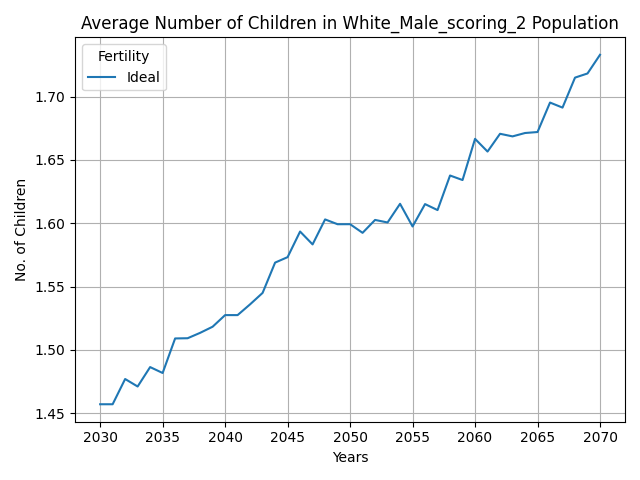 Average Number of Children in White_Male_scoring_2 Population
Fertility
Ideal
No. of Children
1.70
1.65
1.60
1.55
1.50
1.45
2030 2035 2040 2045 2050 2055 2060 2065 2070
Years